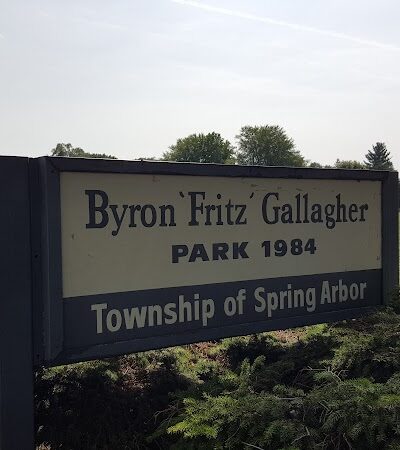 Byron 'Fritz' Gallagher
PARK 1984
Township of Spring Arbor